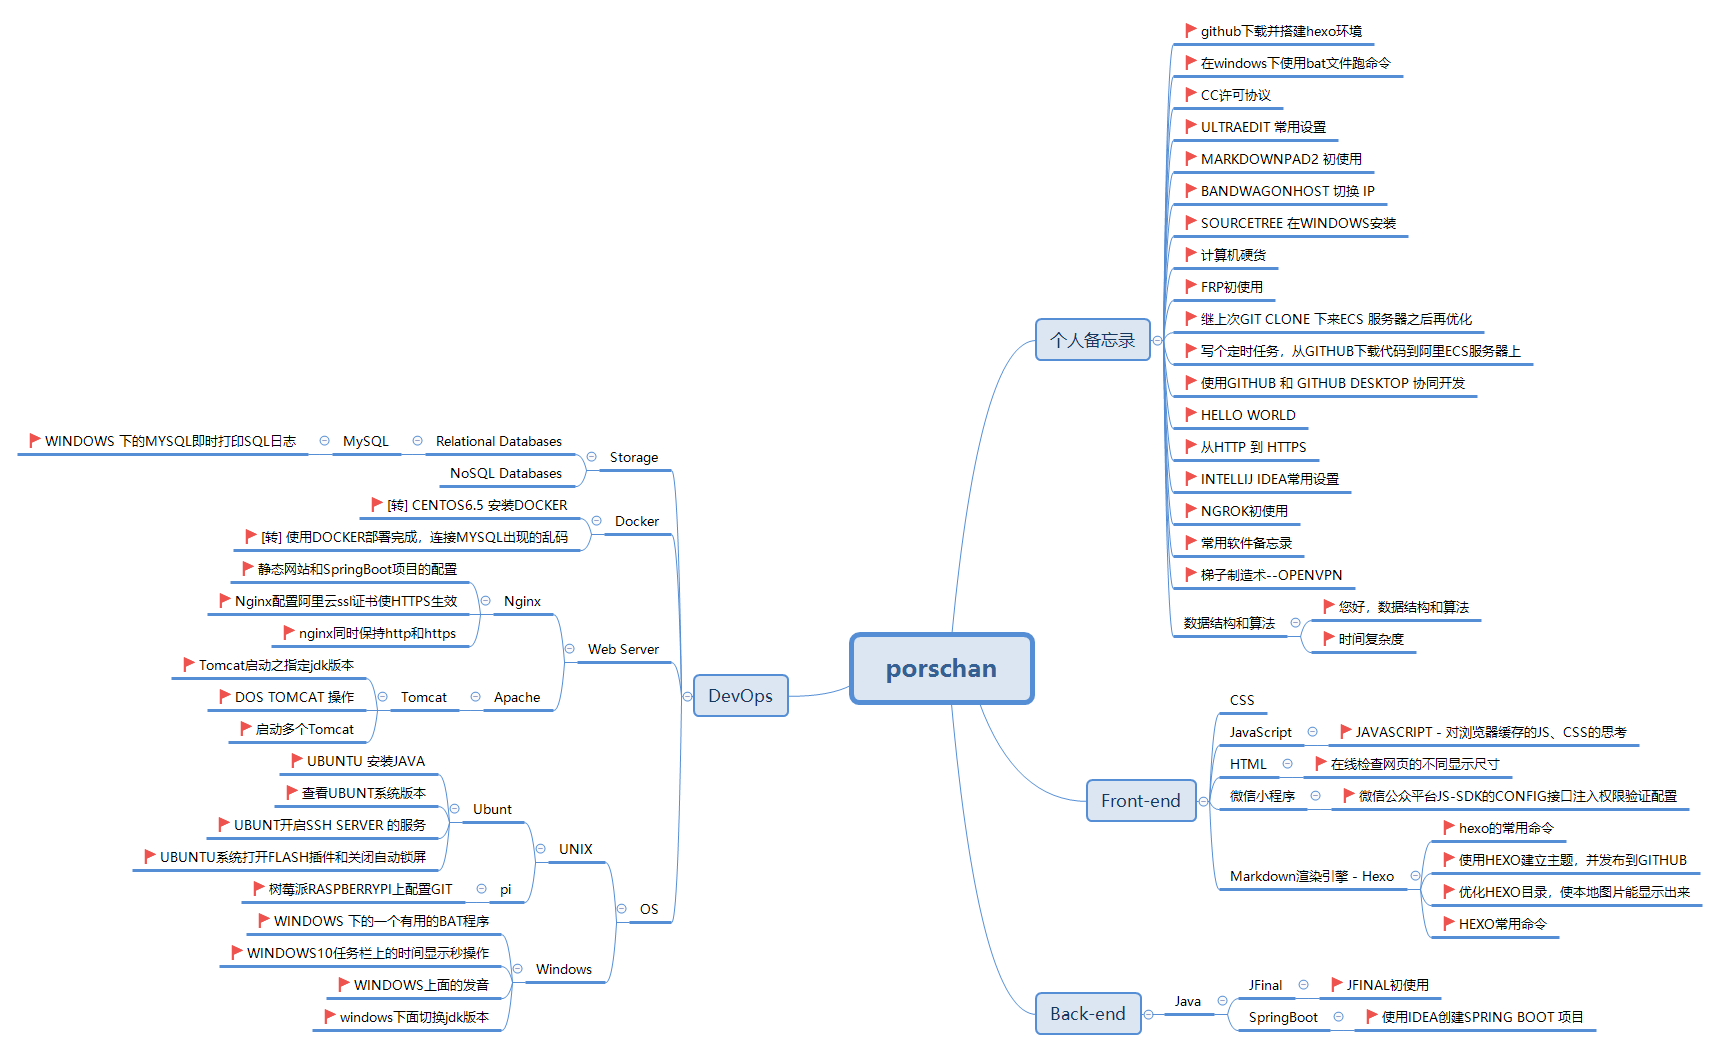 porschan
个人备忘录
github下载并搭建hexo环境
在windows下使用bat文件跑命令
CC许可协议
ULTRAEDIT 常用设置
MARKDOWNPAD2 初使用
BANDWAGONHOST 切换 IP
SOURCETREE 在WINDOWS安装
计算机硬货
FRP初使用
继上次GIT CLONE 下来ECS 服务器之后再优化
写个定时任务，从GITHUB下载代码到阿里ECS服务器上
使用GITHUB 和 GITHUB DESKTOP 协同开发
HELLO WORLD
从HTTP 到 HTTPS
INTELLIJ IDEA常用设置
NGROK初使用
常用软件备忘录
梯子制造术--OPENVPN
数据结构和算法
您好，数据结构和算法
时间复杂度
Front-end
CSS
JavaScript
JAVASCRIPT - 对浏览器缓存的JS、CSS的思考
HTML
在线检查网页的不同显示尺寸
微信小程序
微信公众平台JS-SDK的CONFIG接口注入权限验证配置
Markdown渲染引擎 - Hexo
hexo的常用命令
使用HEXO建立主题，并发布到GITHUB
优化HEXO目录，使本地图片能显示出来
HEXO常用命令
Back-end
Java
JFinal
JFINAL初使用
SpringBoot
使用IDEA创建SPRING BOOT 项目
DevOps
Storage
Relational Databases
MySQL
WINDOWS 下的MYSQL即时打印SQL日志
NoSQL Databases
Docker
[转] CENTOS6.5 安装DOCKER
[转] 使用DOCKER部署完成，连接MYSQL出现的乱码
Web Server
Nginx
静态网站和SpringBoot项目的配置
Nginx配置阿里云ssl证书使HTTPS生效
nginx同时保持http和https
Apache
Tomcat
Tomcat启动之指定jdk版本
DOS TOMCAT 操作
启动多个Tomcat
OS
UNIX
Ubunt
UBUNTU 安装JAVA
查看UBUNT系统版本
UBUNT开启SSH SERVER 的服务
UBUNTU系统打开FLASH插件和关闭自动锁屏
pi
树莓派RASPBERRYPI上配置GIT
Windows
WINDOWS 下的一个有用的BAT程序
WINDOWS10任务栏上的时间显示秒操作
WINDOWS上面的发音
windows下面切换jdk版本